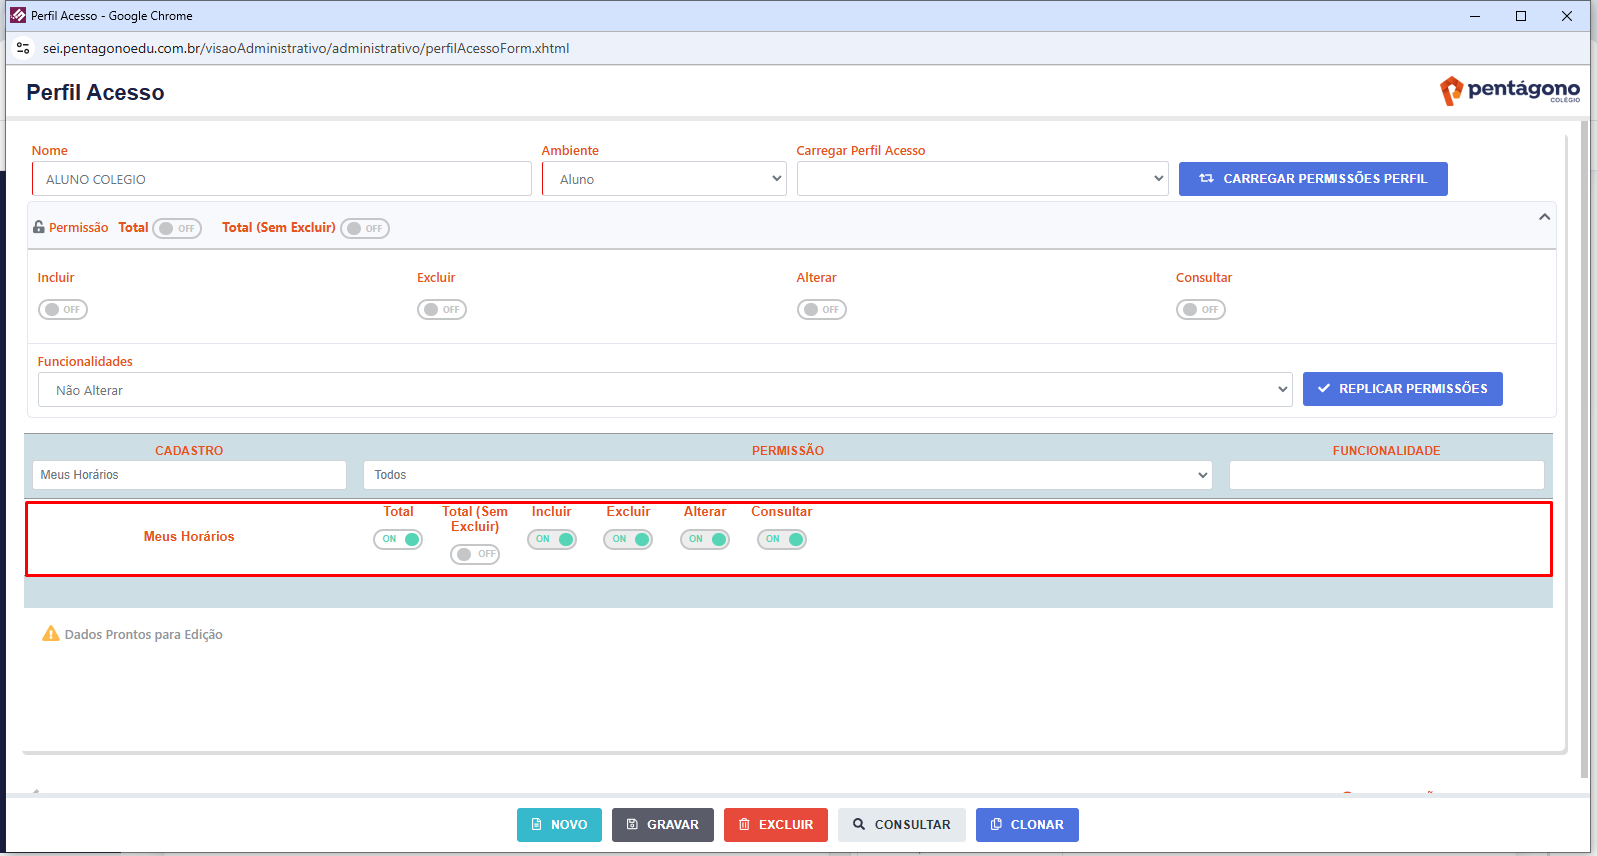 Perfil Acesso - Google Chrome
sei.pentagonoedu.com.br/visaoAdministrativo/administrativo/perfilAcessoForm.xhtml
Perfil Acesso
pentágono
COLÉGIO
Nome
Ambiente
Carregar Perfil Acesso
ALUNO COLEGIO
Aluno
CARREGAR PERMISSÕES PERFIL
Permissão Total OFF Total (Sem Excluir) OFF
Incluir
Excluir
Alterar
Consultar
OFF
OFF
OFF
OFF
Funcionalidades
Não Alterar
REPLICAR PERMISSÕES
CADASTRO
PERMISSÃO
FUNCIONALIDADE
Meus Horários
Todos
Meus Horários
Total
Total (Sem
Excluir)
Incluir
Excluir
Alterar
Consultar
ON
OFF
ON
ON
ON
ON
Dados Prontos para Edição
NOVO
GRAVAR
EXCLUIR
CONSULTAR
CLONAR